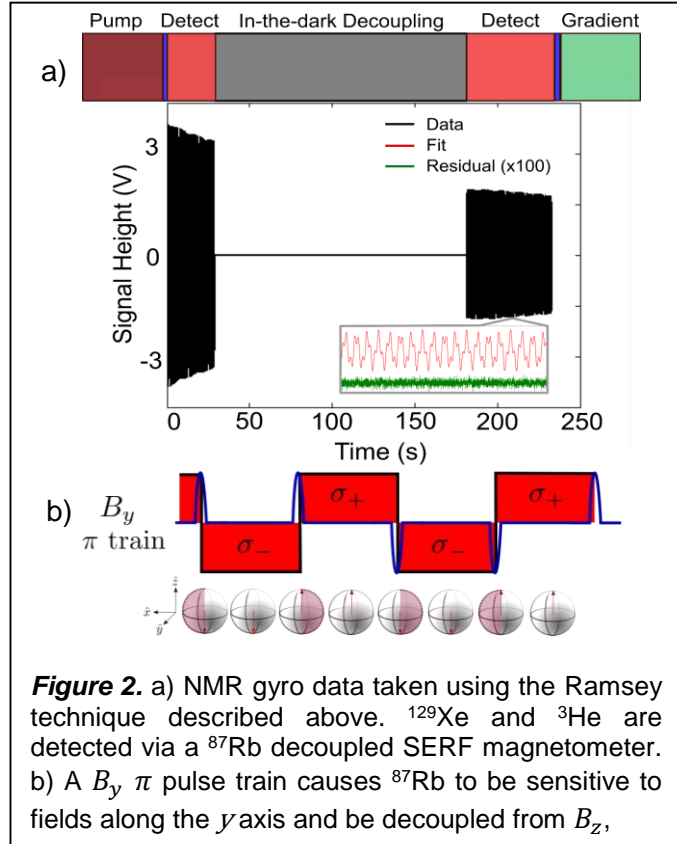 Pump Detect In-the-dark Decoupling Detect Gradient
a)
Data
Fit
Residual (x100)
Signal Height (V)
3
0
-3
0 50 100 150 200 250
Time (s)
b) B_y
π train
σ₋ σ₊ σ₋ σ₊
ẑ
x̂
ŷ
Figure 2. a) NMR gyro data taken using the Ramsey
technique described above. ¹²⁹Xe and ³He are
detected via a ⁸⁷Rb decoupled SERF magnetometer.
b) A B_y π pulse train causes ⁸⁷Rb to be sensitive to
fields along the y axis and be decoupled from B_z,